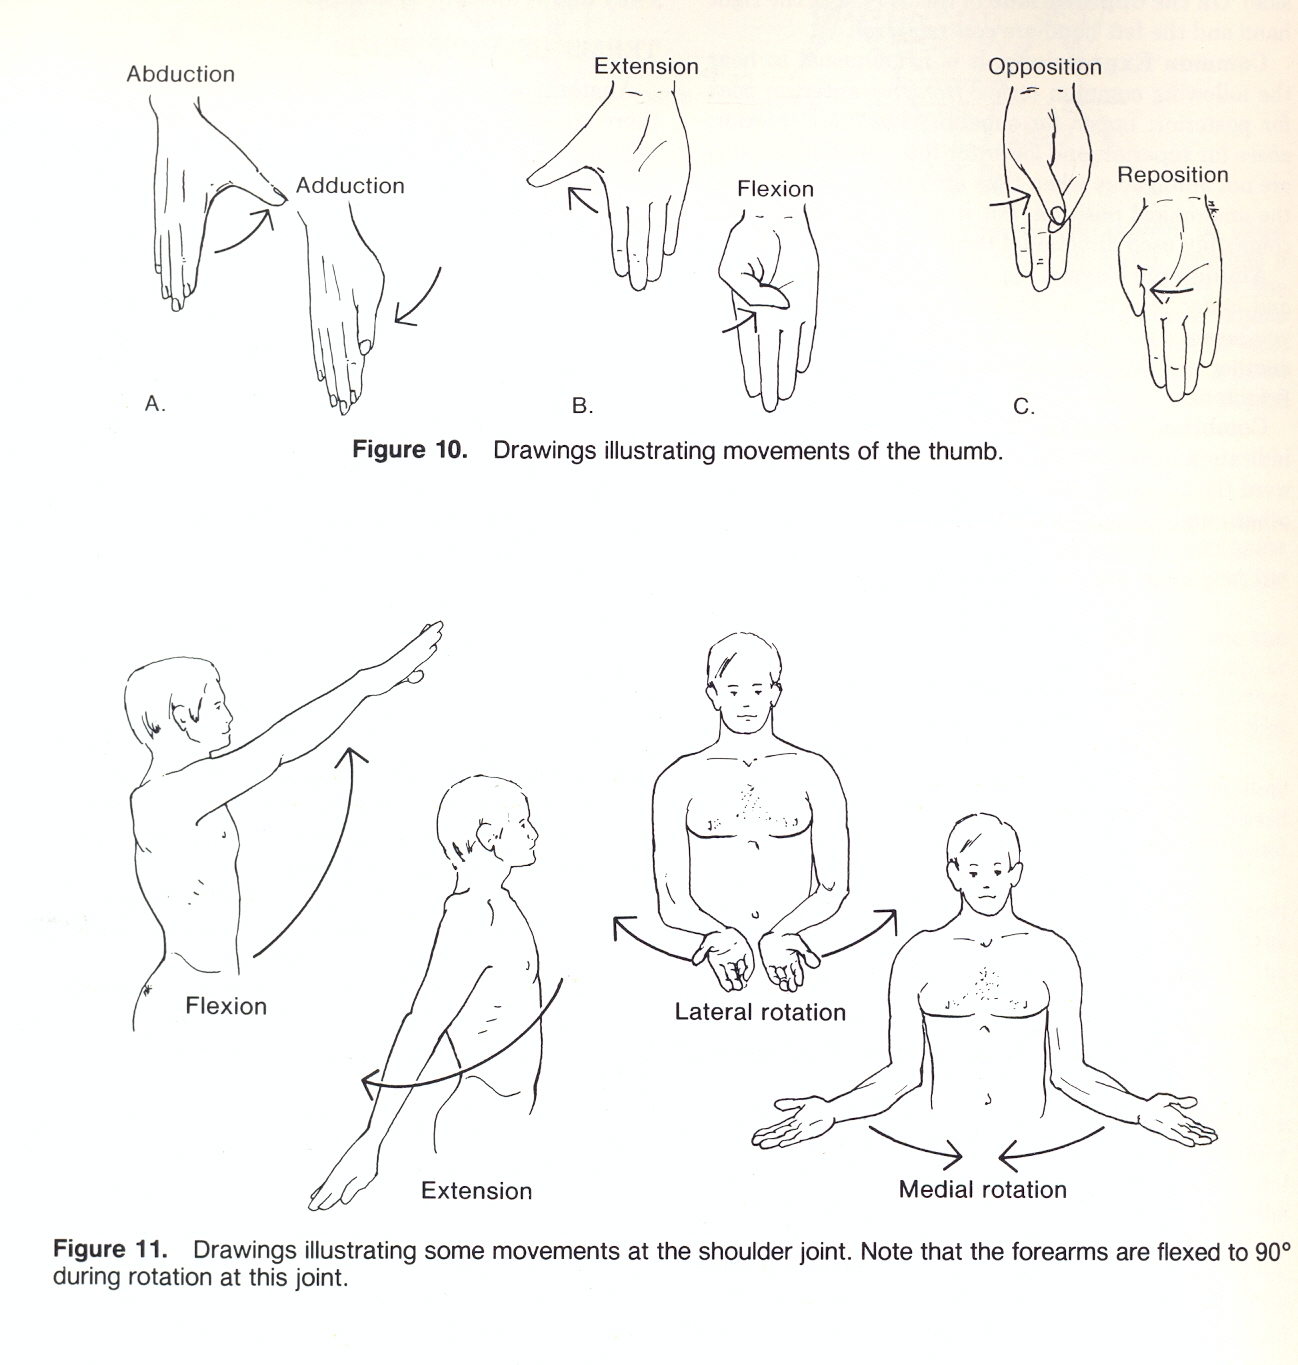 Abduction
Adduction
A.
Extension
Flexion
B.
Opposition
Reposition
C.
Figure 10. Drawings illustrating movements of the thumb.
Flexion
Extension
Lateral rotation
Medial rotation
Figure 11. Drawings illustrating some movements at the shoulder joint. Note that the forearms are flexed to 90°
during rotation at this joint.